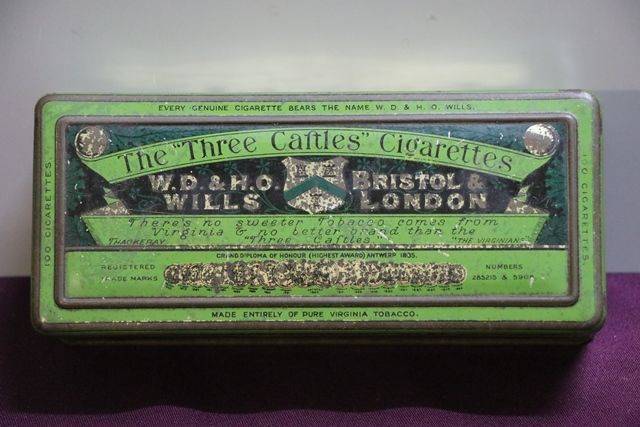 EVERY GENUINE CIGARETTE BEARS THE NAME W. D. & H. O. WILLS.
The "Three Castles" Cigarettes
W.D. & H.O. WILLS
BRISTOL & LONDON
There's no sweeter Tobacco comes from
Virginia & no better brand than the
"Three Castles"
THACKERAY
"THE VIRGINIANS"
GRAND DIPLOMA OF HONOUR (HIGHEST AWARD) ANTWERP 1885.
REGISTERED
TRADE MARKS
NUMBERS
285215 &
MADE ENTIRELY OF PURE VIRGINIA TOBACCO.
100 CIGARETTES.
100 CIGARETTES.